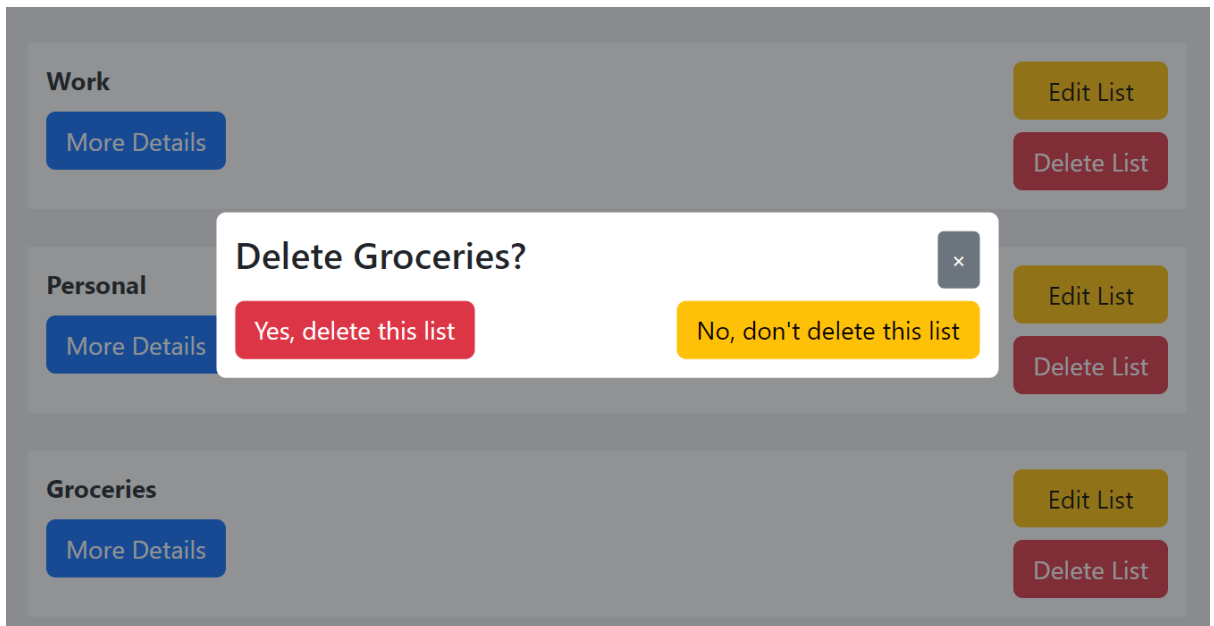 Work
Edit List
More Details
Delete List
Delete Groceries?
×
Yes, delete this list
No, don't delete this list
Personal
Edit List
More Details
Delete List
Groceries
Edit List
More Details
Delete List